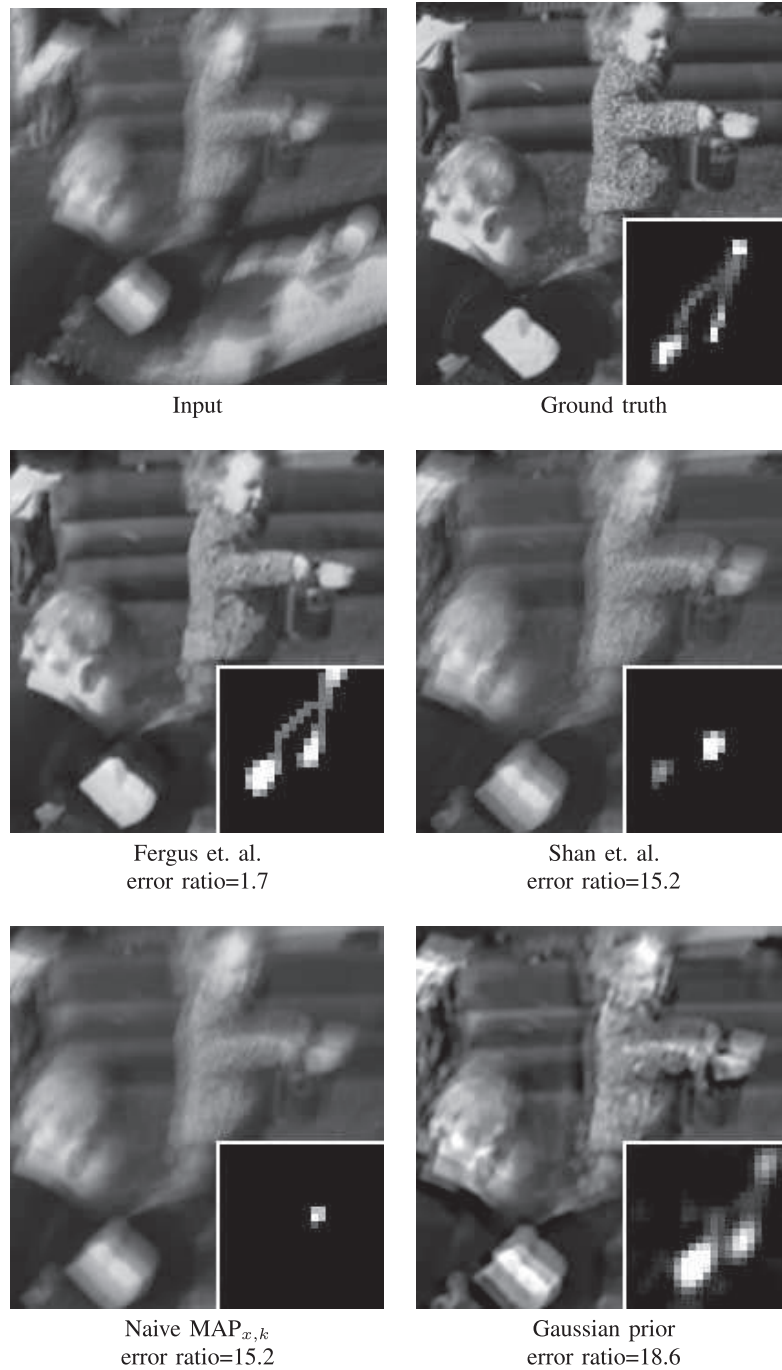 Input
Ground truth
Fergus et. al.
error ratio=1.7
Shan et. al.
error ratio=15.2
Naive MAPx,k
error ratio=15.2
Gaussian prior
error ratio=18.6